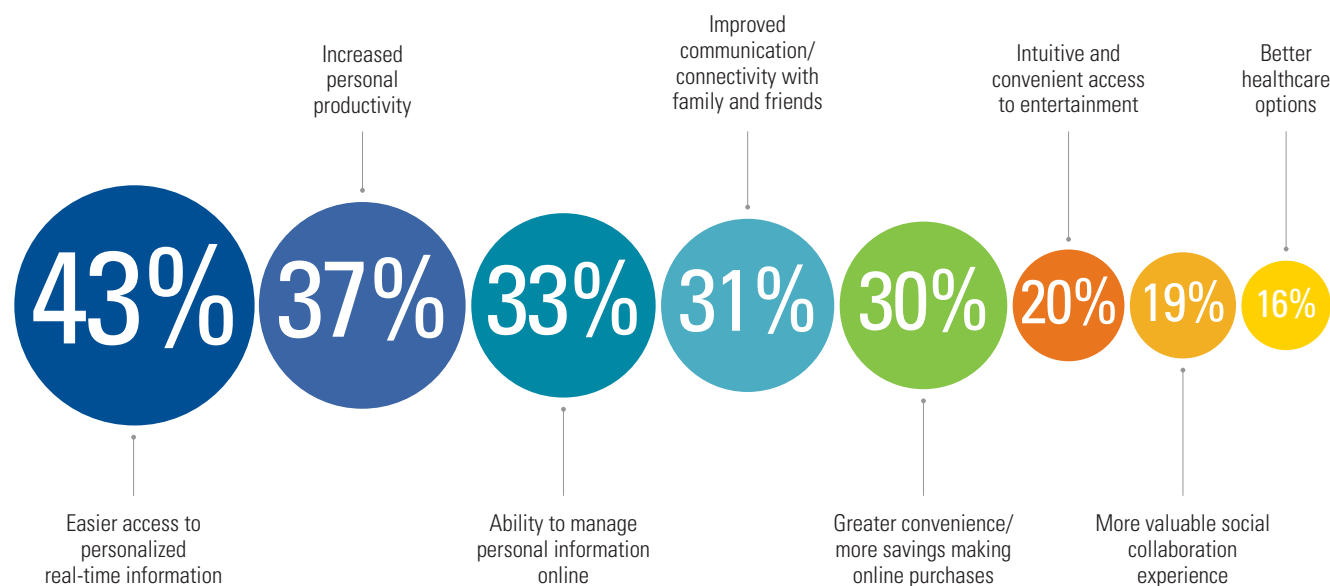 Increased
personal
productivity
Improved
communication/
connectivity with
family and friends
Intuitive and
convenient access
to entertainment
Better
healthcare
options
43%
37%
33%
31%
30%
20%
19%
16%
Easier access to
personalized
real-time information
Ability to manage
personal information
online
Greater convenience/
more savings making
online purchases
More valuable social
collaboration
experience